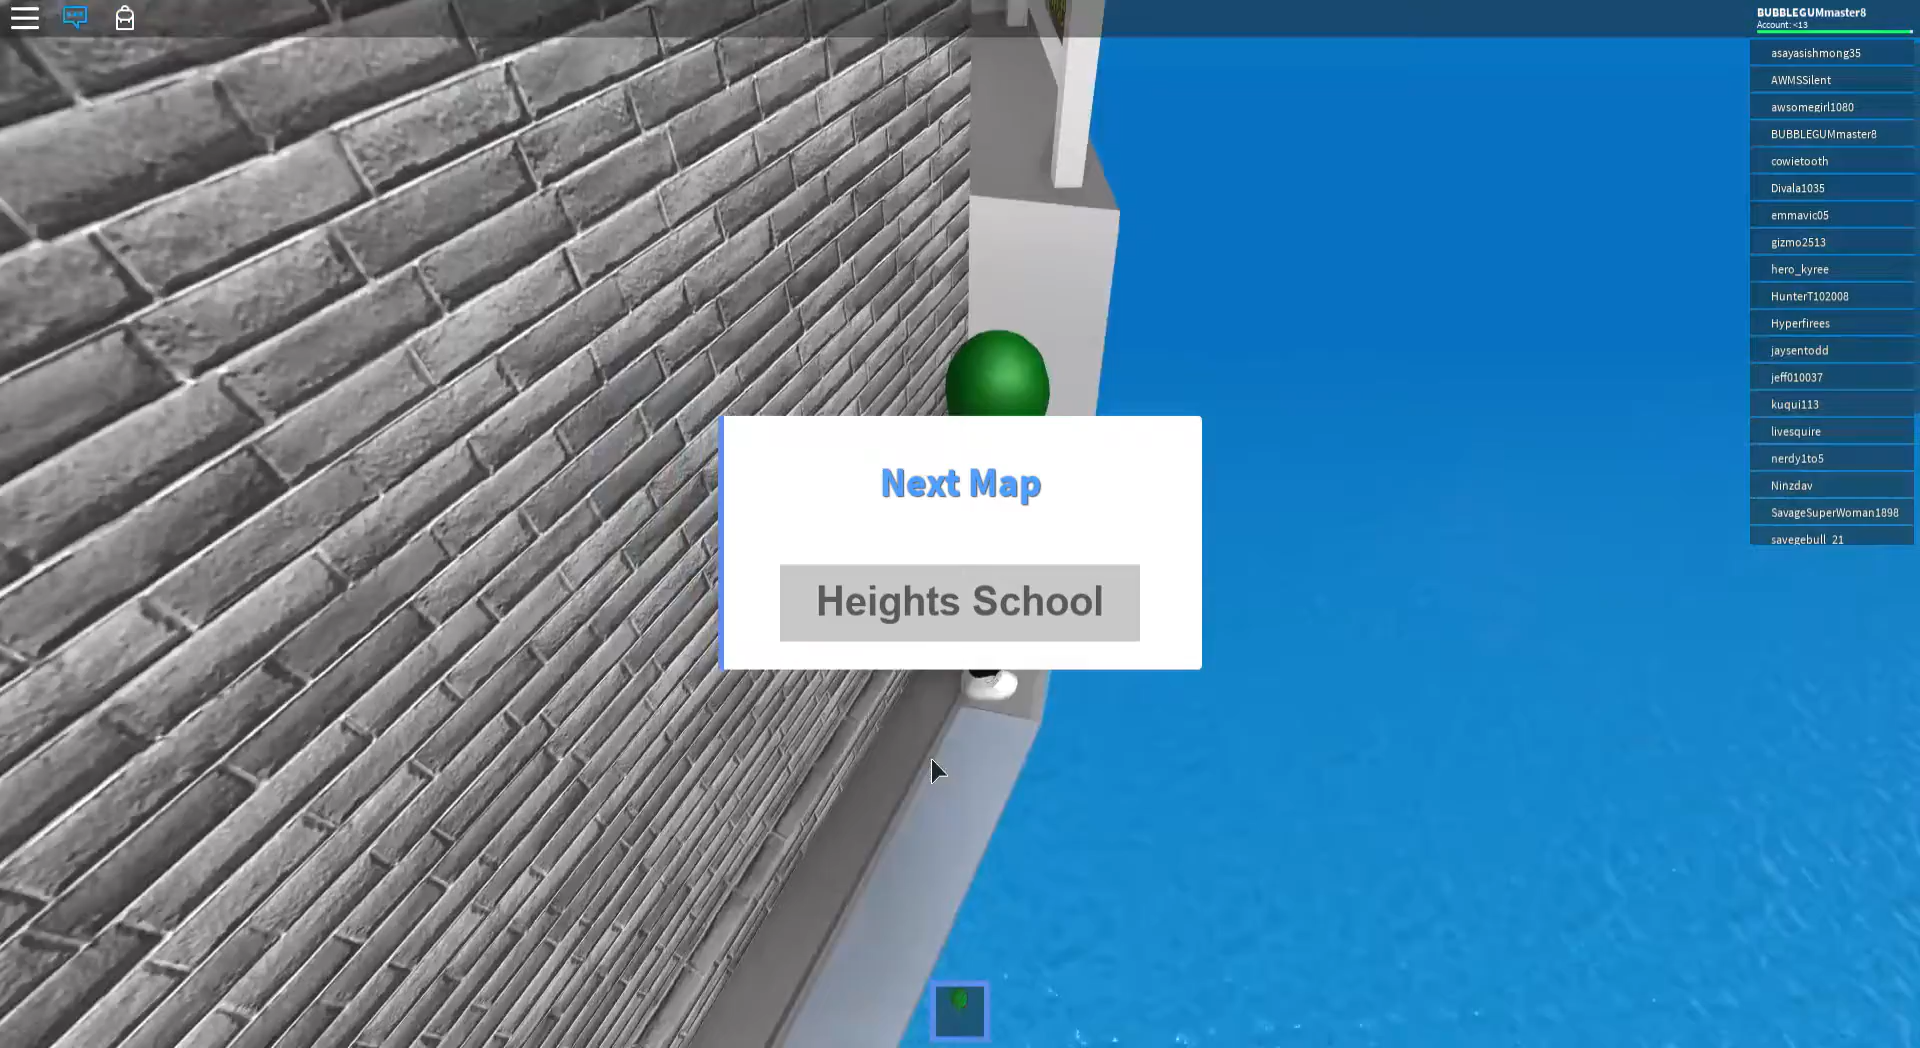 BUBBLEGUMmaster8
Account: <13
asayasishmong35
AWMSSilent
awsomegirl1080
BUBBLEGUMmaster8
cowietooth
Divala1035
emmavic05
gizmo2513
hero_kyree
HunterT102008
Hyperfirees
jaysentodd
jeff010037
kuqui113
livesquire
nerdy1to5
Ninzdav
SavageSuperWoman1898
savegebull_21
Next Map
Heights School